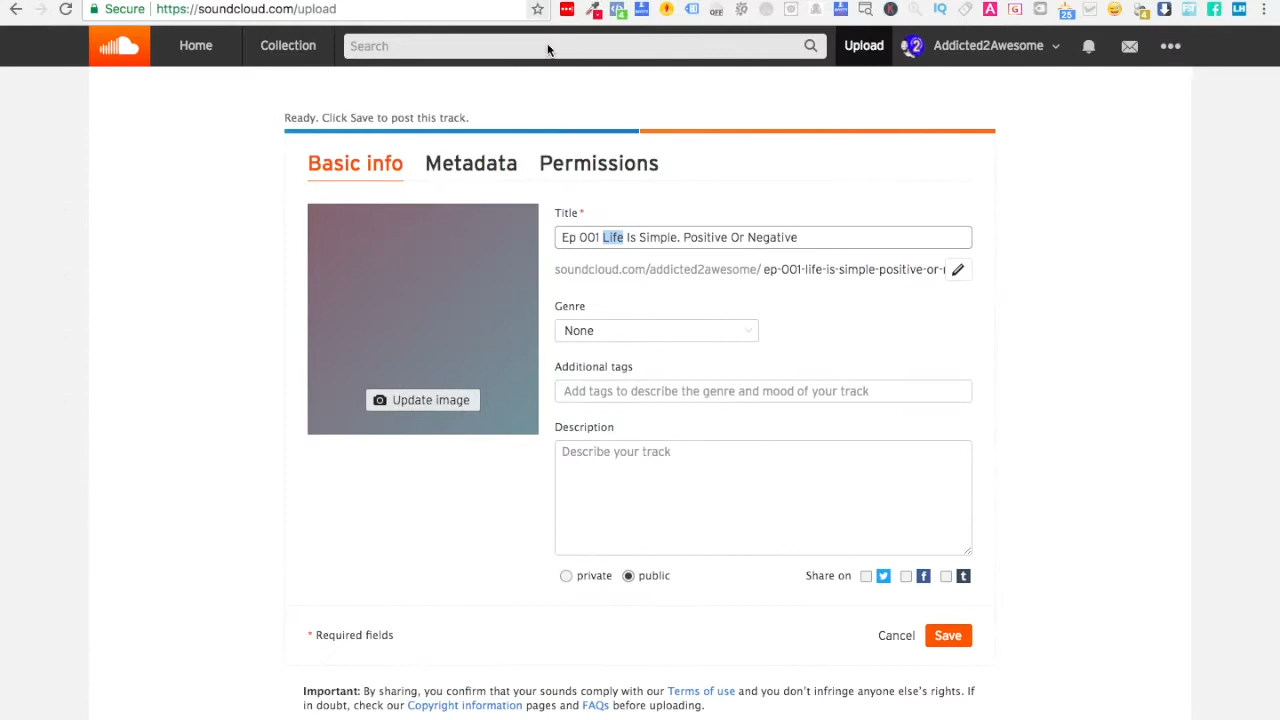 Secure https://soundcloud.com/upload
OFF IQ 25 A G K LH
Home Collection Search Upload 2 Addicted2Awesome
Ready. Click Save to post this track.
Basic info Metadata Permissions
Title *
Ep 001 Life Is Simple. Positive Or Negative
soundcloud.com/addicted2awesome/ ep-001-life-is-simple-positive-or-
Genre
None
Additional tags
Add tags to describe the genre and mood of your track
Update image
Description
Describe your track
private public Share on
* Required fields Cancel Save
Important: By sharing, you confirm that your sounds comply with our Terms of use and you don't infringe anyone else's rights. If
in doubt, check our Copyright information pages and FAQs before uploading.